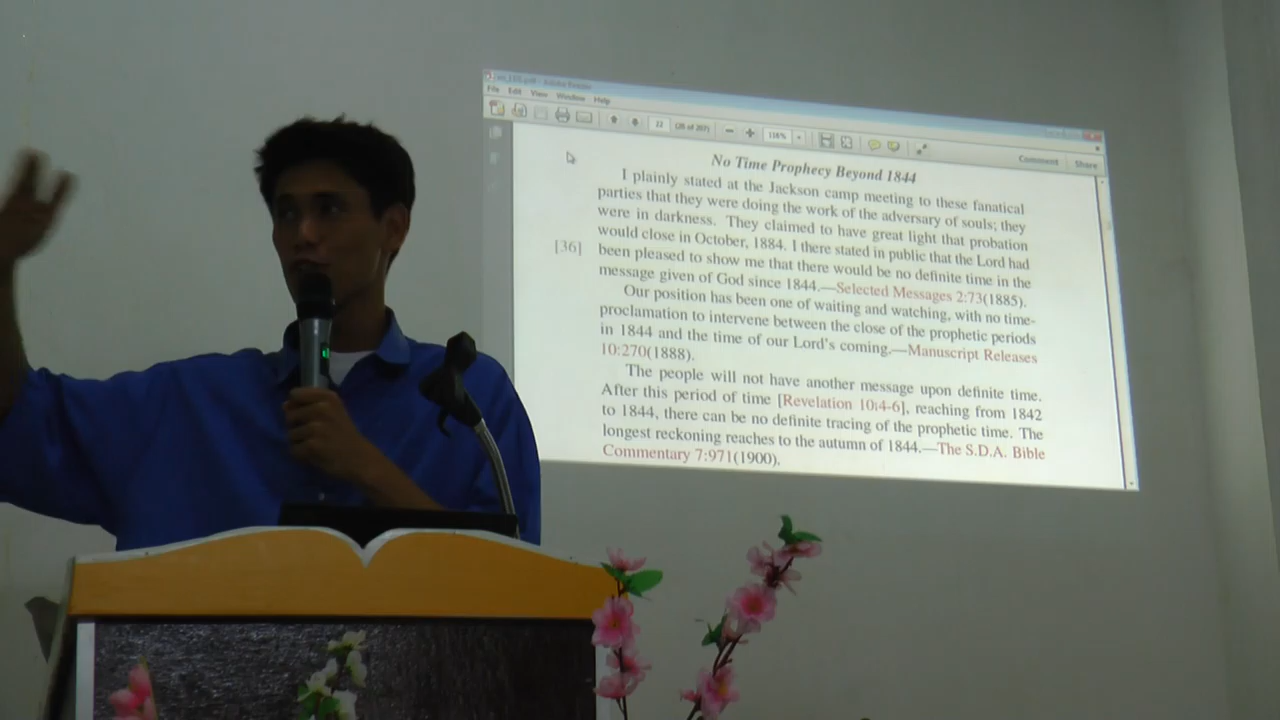 File Edit View Window Help
22 (35 of 207) 116%
Comment Share
No Time Prophecy Beyond 1844
I plainly stated at the Jackson camp meeting to these fanatical
parties that they were doing the work of the adversary of souls; they
were in darkness. They claimed to have great light that probation
would close in October, 1884. I there stated in public that the Lord had
[36] been pleased to show me that there would be no definite time in the
message given of God since 1844.—Selected Messages 2:73(1885).
Our position has been one of waiting and watching, with no time-
proclamation to intervene between the close of the prophetic periods
in 1844 and the time of our Lord's coming.—Manuscript Releases
10:270(1888).
The people will not have another message upon definite time.
After this period of time [Revelation 10:4-6], reaching from 1842
to 1844, there can be no definite tracing of the prophetic time. The
longest reckoning reaches to the autumn of 1844.—The S.D.A. Bible
Commentary 7:971(1900).